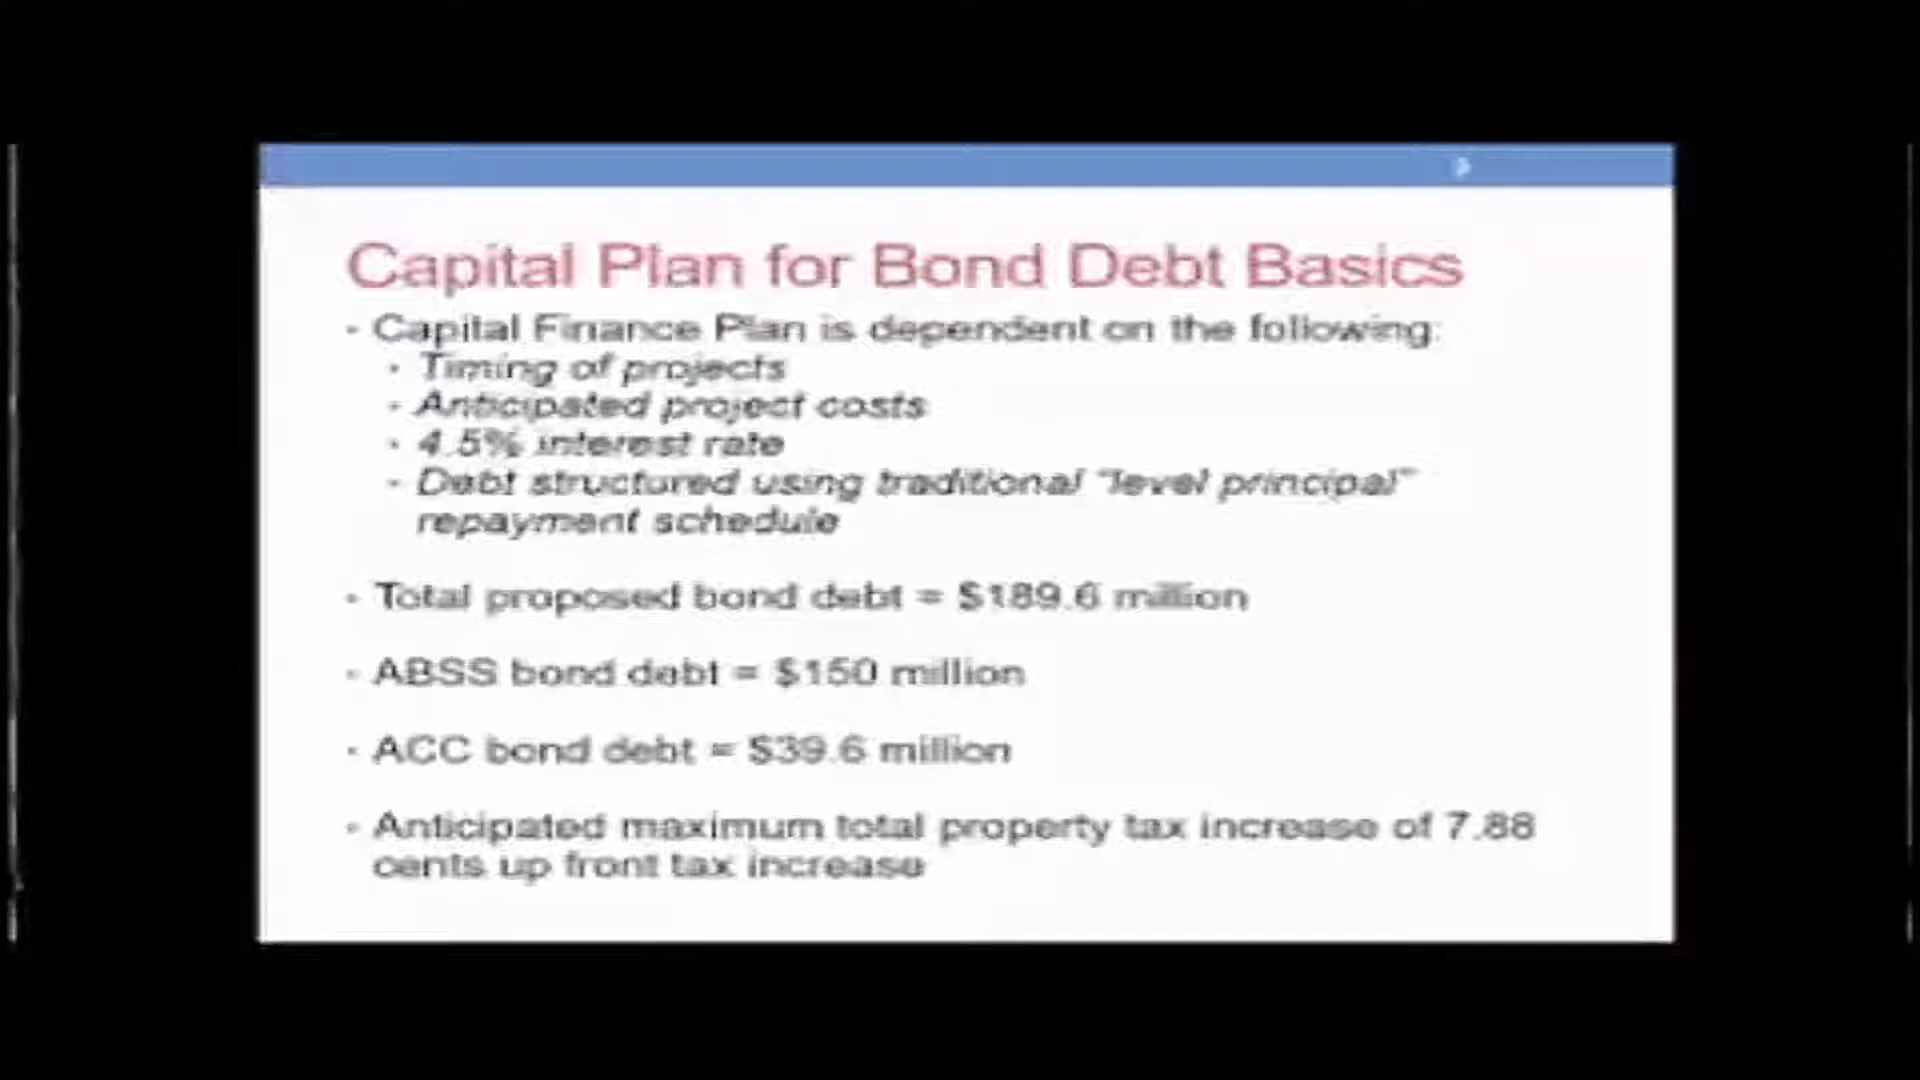 Capital Plan for Bond Debt Basics
• Capital Finance Plan is dependent on the following:
• Timing of projects
• Anticipated project costs
• 4.5% interest rate
• Debt structured using traditional "level principal"
repayment schedule
• Total proposed bond debt = $189.6 million
• ABSS bond debt = $150 million
• ACC bond debt = $39.6 million
• Anticipated maximum total property tax increase of 7.88
cents up front tax increase